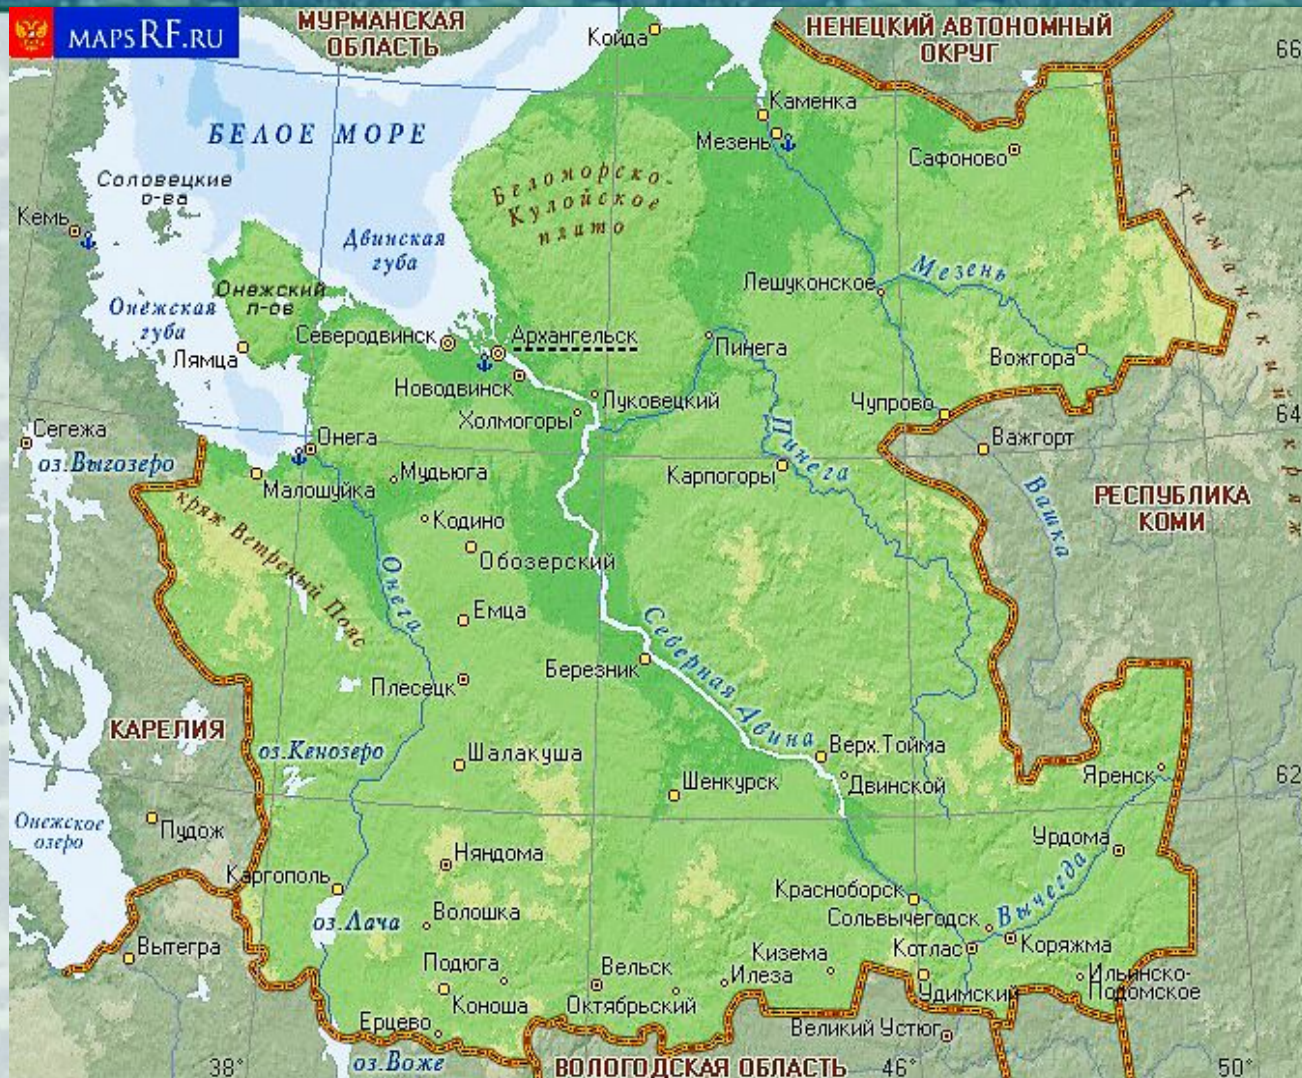 MAPSRF.RU
МУРМАНСКАЯ
ОБЛАСТЬ
Койда
НЕНЕЦКИЙ АВТОНОМНЫЙ
ОКРУГ
66
БЕЛОЕ МОРЕ
Каменка
Мезень
Сафоново
Соловецкие
о-ва
Беломорско-
Кулойское
плато
Тиманский кряж
Кемь
Двинская
губа
Мезень
Лешуконское
Онежский
п-ов
Онежская
губа
Северодвинск
Архангельск
Пинега
Вожгора
Лямца
Новодвинск
Луковецкий
Холмогоры
Чупрово
64
Сегежа
Онега
Важгорт
оз.Выгозеро
Малошуйка
Мудьюга
Карпогоры
Пинега
Вашка
РЕСПУБЛИКА
КОМИ
кряж Ветреный Пояс
Кодино
Обозерский
Онега
Емца
Северная Двина
Березник
Плесецк
КАРЕЛИЯ
оз.Кенозеро
Шалакуша
Верх.Тойма
Двинской
Яренск
62
Шенкурск
Онежское
озеро
Пудож
Урдома
Няндома
Каргополь
Красноборск
Вычегда
оз.Лача
Волошка
Сольвычегодск
Вытегра
Котлас
Коряжма
Подюга
Вельск
Кизема
Илеза
Ильинско-
Подомское
Коноша
Октябрьский
Удимский
Ерцево
Великий Устюг
38°
оз.Воже
ВОЛОГОДСКАЯ ОБЛАСТЬ
46°
50°